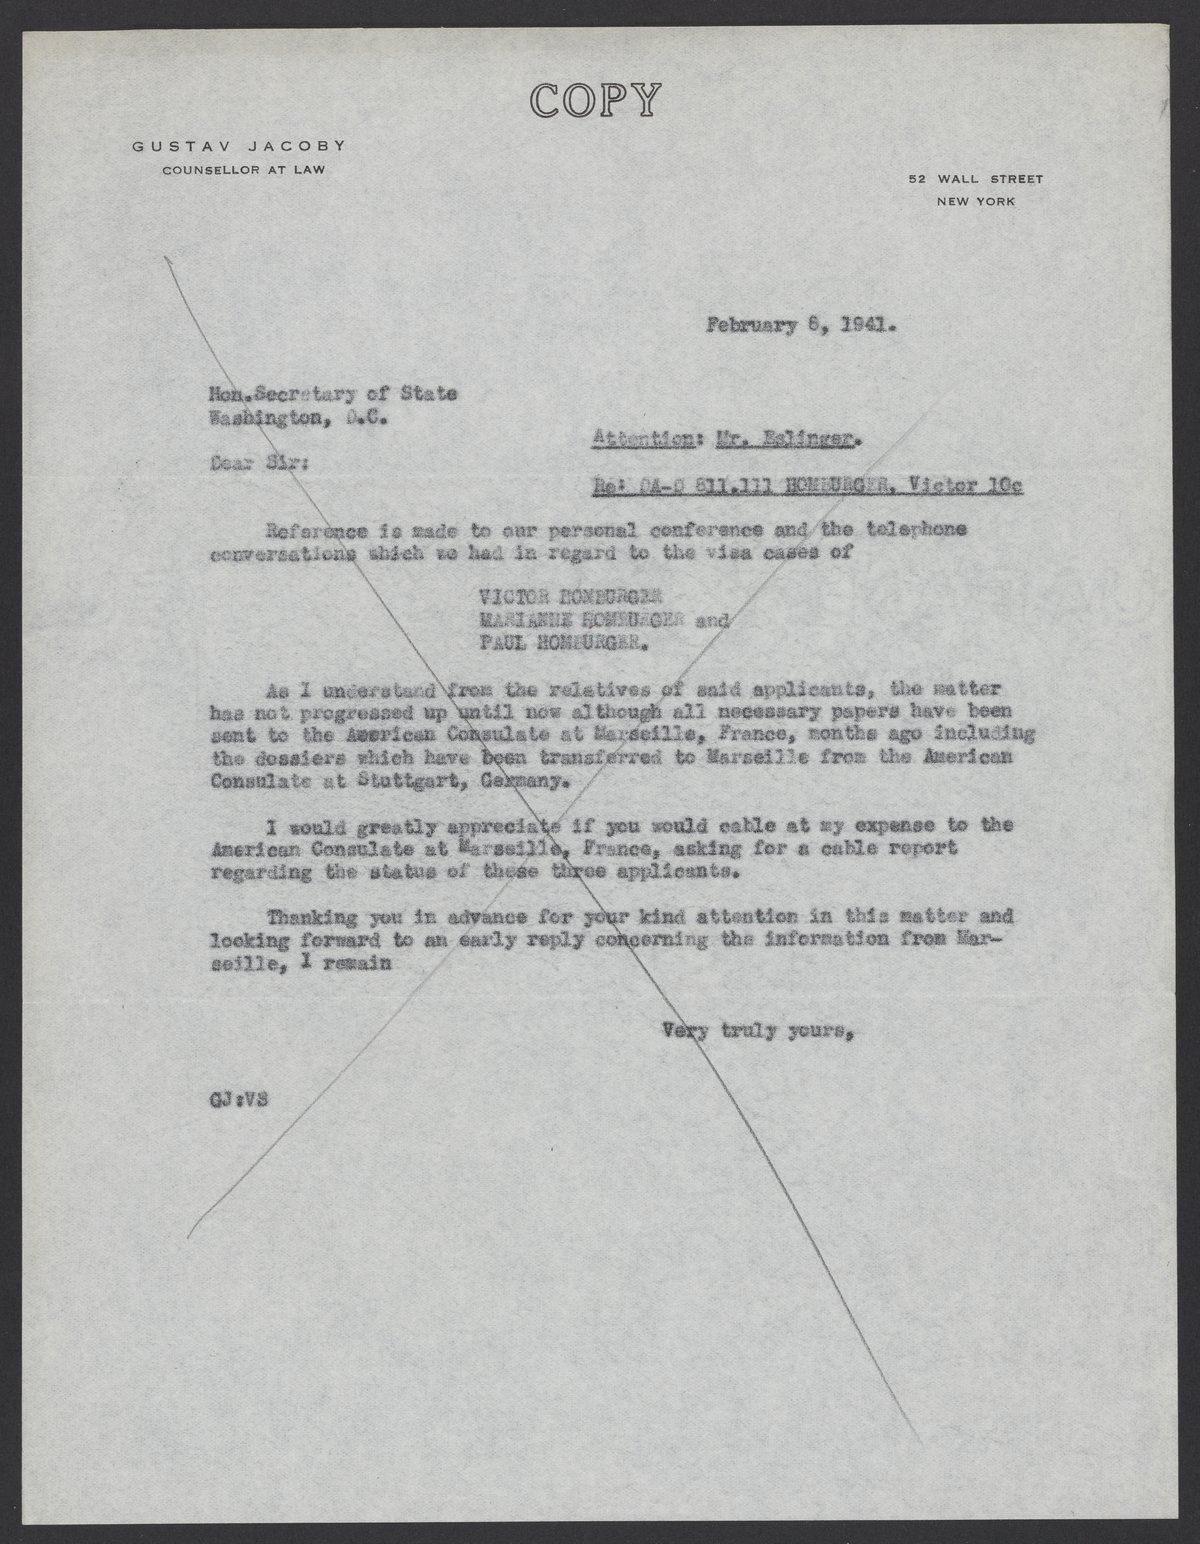 COPY
GUSTAV JACOBY
COUNSELLOR AT LAW
52 WALL STREET
NEW YORK
February 8, 1941.
Hon.Secretary of State
Washington, D.C.
Attention: Mr. Eslinger.
Dear Sir:
Re: DA-D 811.111 HOMBURGER, Victor 10c
Reference is made to our personal conference and the telephone
conversations which we had in regard to the visa cases of
VICTOR HOMBURGER
MARIANNE HOMBURGER and
PAUL HOMBURGER.
As I understand from the relatives of said applicants, the matter
has not progressed up until now although all necessary papers have been
sent to the American Consulate at Marseille, France, months ago including
the dossiers which have been transferred to Marseille from the American
Consulate at Stuttgart, Germany.
I would greatly appreciate if you would cable at my expense to the
American Consulate at Marseille, France, asking for a cable report
regarding the status of these three applicants.
Thanking you in advance for your kind attention in this matter and
looking forward to an early reply concerning the information from Mar-
seille, I remain
Very truly yours,
GJ:VS